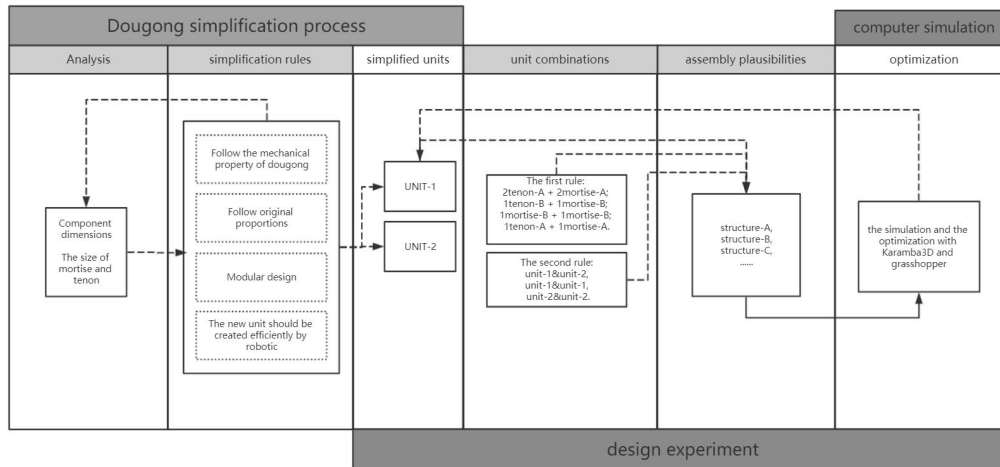 Dougong simplification process
computer simulation
Analysis
simplification rules
simplified units
unit combinations
assembly plausibilities
optimization
Component
dimensions
The size of
mortise and
tenon
Follow the mechanical
property of dougong
Follow original
proportions
Modular design
The new unit should be
created efficiently by
robotic
UNIT-1
UNIT-2
The first rule:
2tenon-A + 2mortise-A;
1tenon-B + 1mortise-B;
1mortise-B + 1mortise-B;
1tenon-A + 1mortise-A.
The second rule:
unit-1&unit-2,
unit-1&unit-1,
unit-2&unit-2.
structure-A,
structure-B,
structure-C,
......
the simulation and the
optimization with
Karamba3D and
grasshopper
design experiment